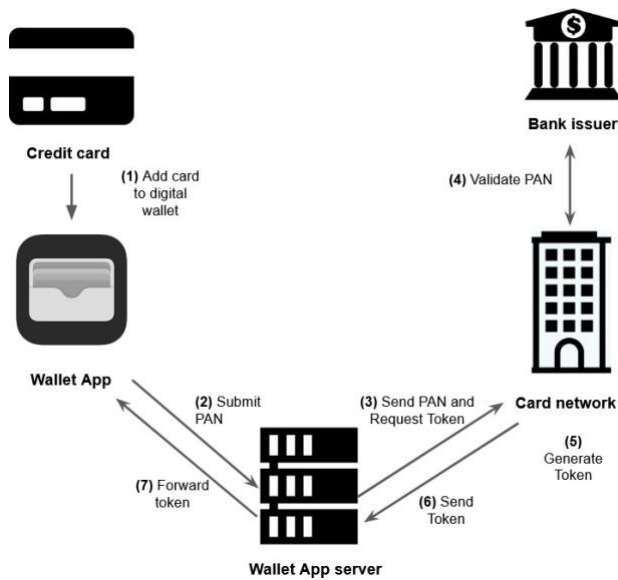 $
Bank issuer
Credit card
(1) Add card
to digital
wallet
(4) Validate PAN
Wallet App
(2) Submit
PAN
(3) Send PAN and
Request Token
Card network
(5)
Generate
Token
(7) Forward
token
(6) Send
Token
Wallet App server